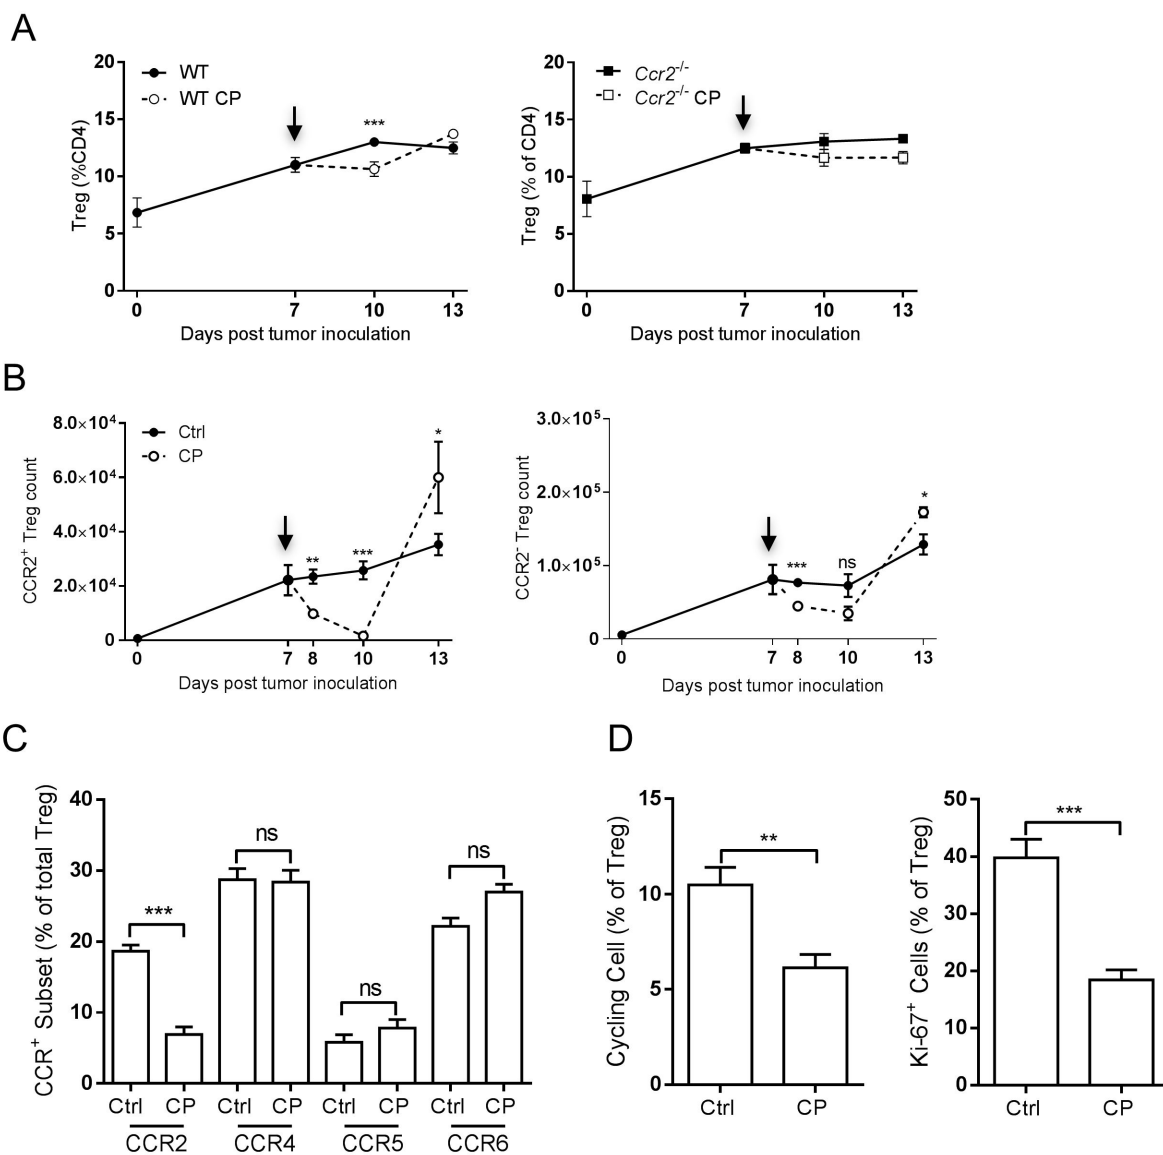 A
20
15
10
5
0
Treg (%CD4)
WT
WT CP
***
0 7 10 13
Days post tumor inoculation
20
15
10
5
0
Treg (% of CD4)
Ccr2-/-
Ccr2-/- CP
0 7 10 13
Days post tumor inoculation
B
8.0×10⁴
6.0×10⁴
4.0×10⁴
2.0×10⁴
0
CCR2⁺ Treg count
Ctrl
CP
** *** *
0 7 8 10 13
Days post tumor inoculation
3.0×10⁵
2.0×10⁵
1.0×10⁵
0
CCR2⁻ Treg count
*** ns *
0 7 8 10 13
Days post tumor inoculation
C
40
30
20
10
0
CCR⁺ Subset (% of total Treg)
*** ns ns ns
Ctrl CP Ctrl CP Ctrl CP Ctrl CP
CCR2 CCR4 CCR5 CCR6
D
15
10
5
0
Cycling Cell (% of Treg)
**
Ctrl CP
50
40
30
20
10
0
Ki-67⁺ Cells (% of Treg)
***
Ctrl CP